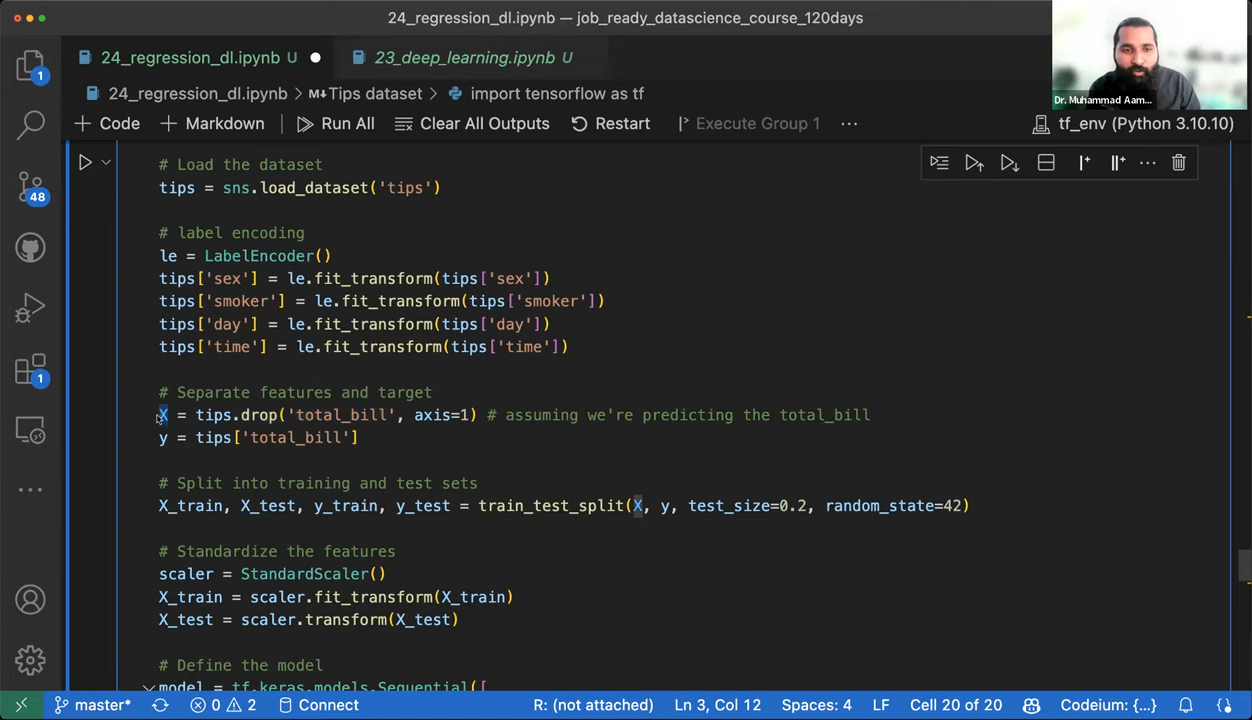 24_regression_dl.ipynb — job_ready_datascience_course_120days
24_regression_dl.ipynb U
23_deep_learning.ipynb U
Dr. Muhammad Aam...
24_regression_dl.ipynb > M↓Tips dataset > import tensorflow as tf
+ Code + Markdown Run All Clear All Outputs Restart Execute Group 1 ... tf_env (Python 3.10.10)
# Load the dataset
tips = sns.load_dataset('tips')
# label encoding
le = LabelEncoder()
tips['sex'] = le.fit_transform(tips['sex'])
tips['smoker'] = le.fit_transform(tips['smoker'])
tips['day'] = le.fit_transform(tips['day'])
tips['time'] = le.fit_transform(tips['time'])
# Separate features and target
X = tips.drop('total_bill', axis=1) # assuming we're predicting the total_bill
y = tips['total_bill']
# Split into training and test sets
X_train, X_test, y_train, y_test = train_test_split(X, y, test_size=0.2, random_state=42)
# Standardize the features
scaler = StandardScaler()
X_train = scaler.fit_transform(X_train)
X_test = scaler.transform(X_test)
# Define the model
model = tf.keras.models.Sequential([
1
48
1
master* 0 2 Connect R: (not attached) Ln 3, Col 12 Spaces: 4 LF Cell 20 of 20 Codeium: {...}